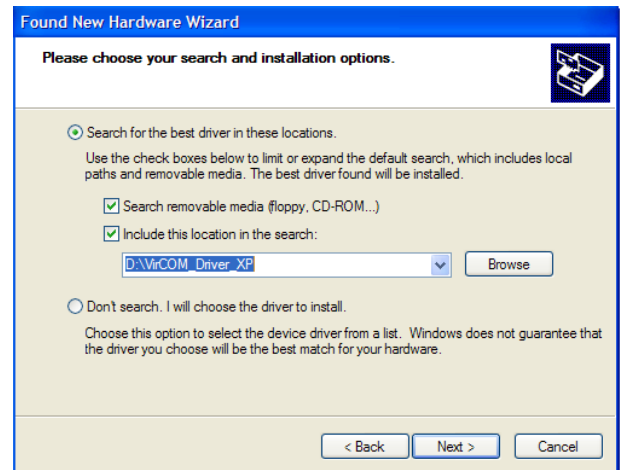 Found New Hardware Wizard
Please choose your search and installation options.
Search for the best driver in these locations.
Use the check boxes below to limit or expand the default search, which includes local
paths and removable media. The best driver found will be installed.
Search removable media (floppy, CD-ROM...)
Include this location in the search:
D:\VirCOM_Driver_XP
Browse
Don't search. I will choose the driver to install.
Choose this option to select the device driver from a list. Windows does not guarantee that
the driver you choose will be the best match for your hardware.
< Back Next > Cancel